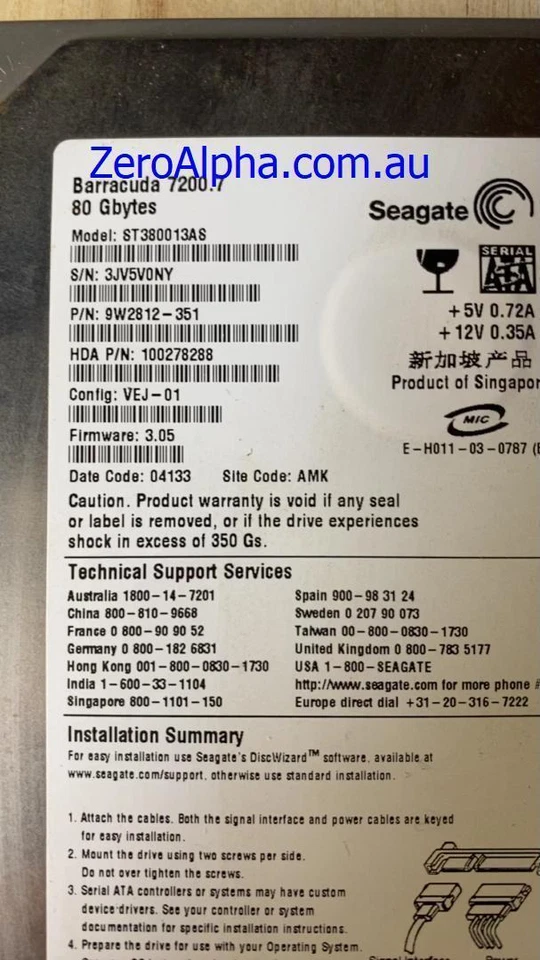 ZeroAlpha.com.au
Barracuda 7200.7
80 Gbytes
Seagate
Model: ST380013AS
S/N: 3JV5V0NY
SERIAL
ATA
P/N: 9W2812-351
+5V 0.72A
+12V 0.35A
HDA P/N: 100278288
新加坡产品
Product of Singapor
Config: VEJ-01
MIC
Firmware: 3.05
E-H011-03-0787 (
Date Code: 04133 Site Code: AMK
Caution. Product warranty is void if any seal
or label is removed, or if the drive experiences
shock in excess of 350 Gs.
Technical Support Services
Australia 1800-14-7201
China 800-810-9668
France 0 800-90 90 52
Germany 0 800-182 6831
Hong Kong 001-800-0830-1730
India 1-600-33-1104
Singapore 800-1101-150
Spain 900-98 31 24
Sweden 0 207 90 073
Taiwan 00-800-0830-1730
United Kingdom 0 800-783 5177
USA 1-800-SEAGATE
http://www.seagate.com for more phone #
Europe direct dial +31-20-316-7222
Installation Summary
For easy installation use Seagate's DiscWizard™ software, available at
www.seagate.com/support, otherwise use standard installation.
1. Attach the cables. Both the signal interface and power cables are keyed
for easy installation.
2. Mount the drive using two screws per side.
Do not over tighten the screws.
3. Serial ATA controllers or systems may have custom
device drivers. See your controller or system
documentation for specific installation instructions.
4. Prepare the drive for use with your Operating System.
Signal Interface
Power